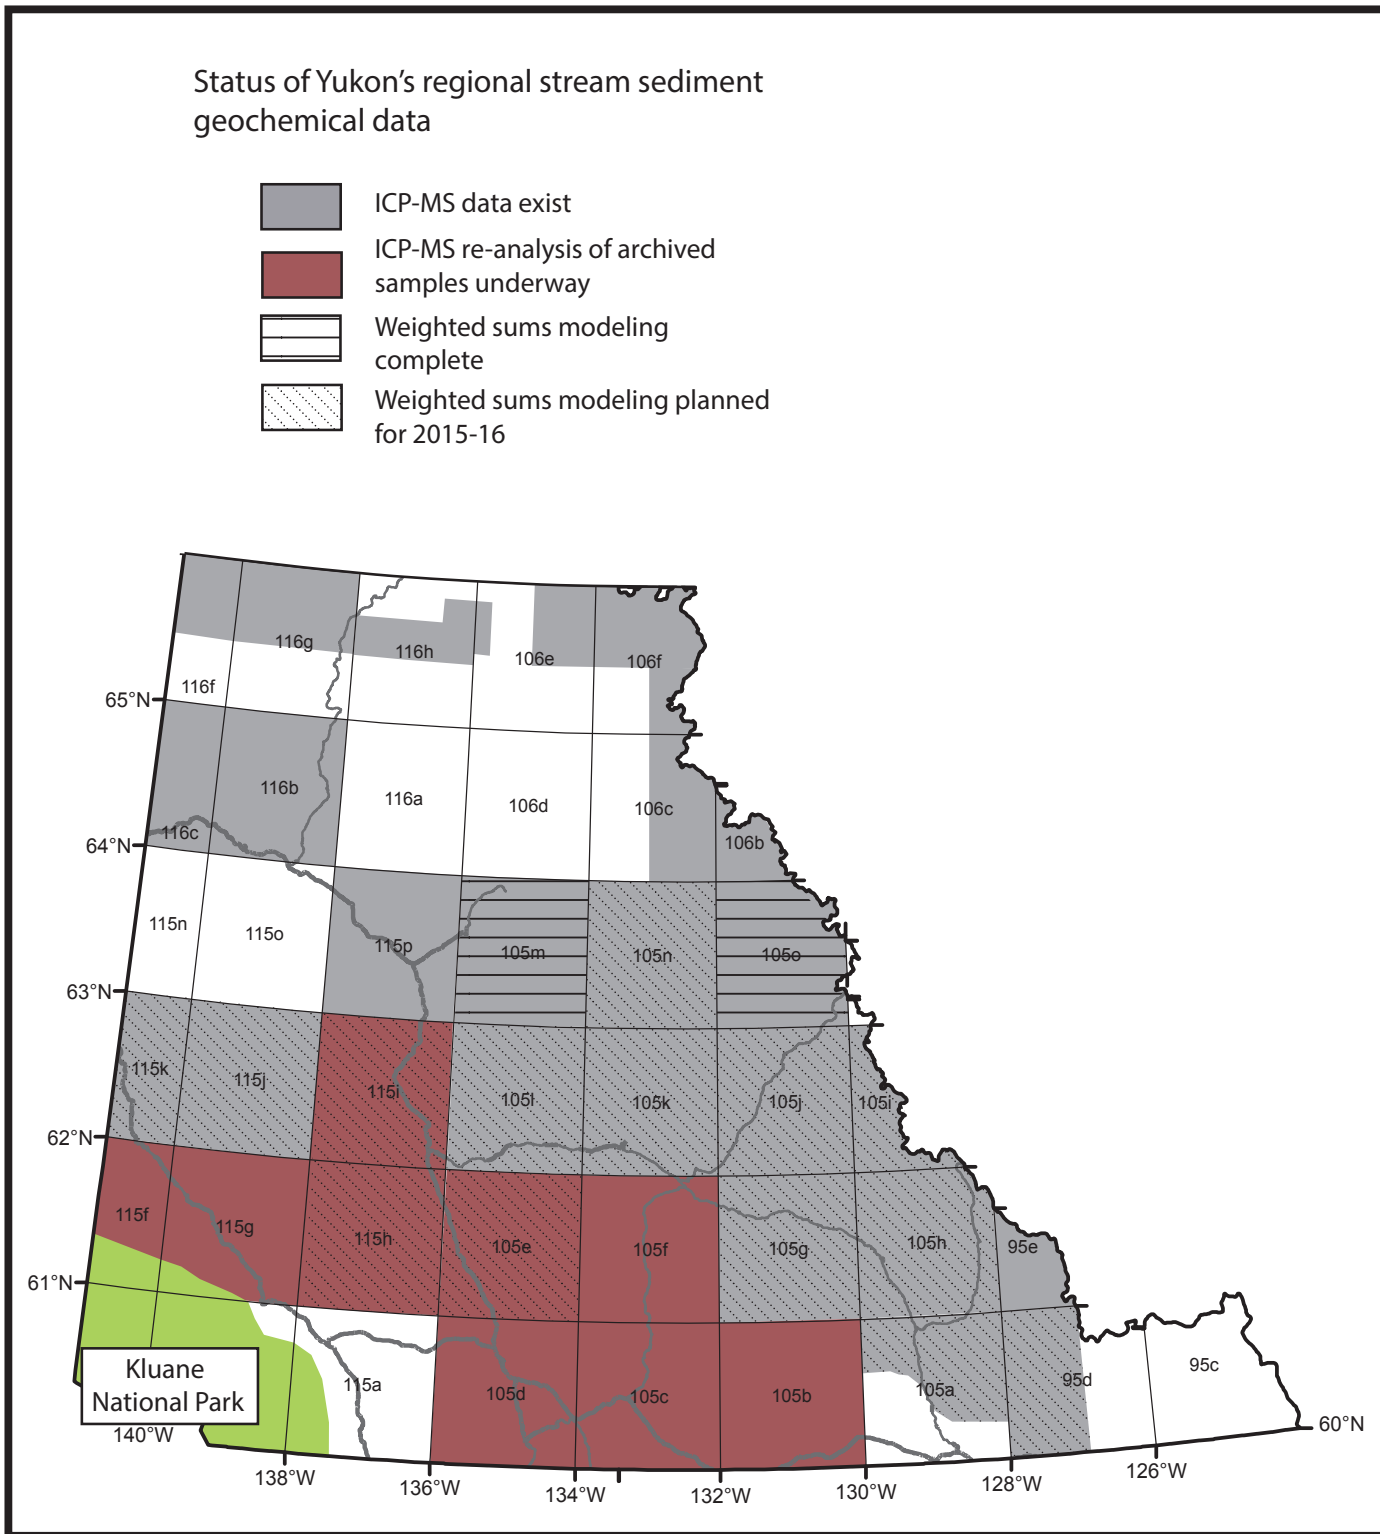 Status of Yukon's regional stream sediment
geochemical data
ICP-MS data exist
ICP-MS re-analysis of archived
samples underway
Weighted sums modeling
complete
Weighted sums modeling planned
for 2015-16
116g
116h
106e
106f
116f
65°N
116b
116a
106d
106c
116c
64°N
106b
115n
115o
115p
105m
105n
105o
63°N
115k
115j
115i
105l
105k
105j
105i
62°N
115f
115g
115h
105e
105f
105g
105h
95e
61°N
Kluane
National Park
115a
105d
105c
105b
105a
95d
95c
60°N
140°W
138°W
136°W
134°W
132°W
130°W
128°W
126°W